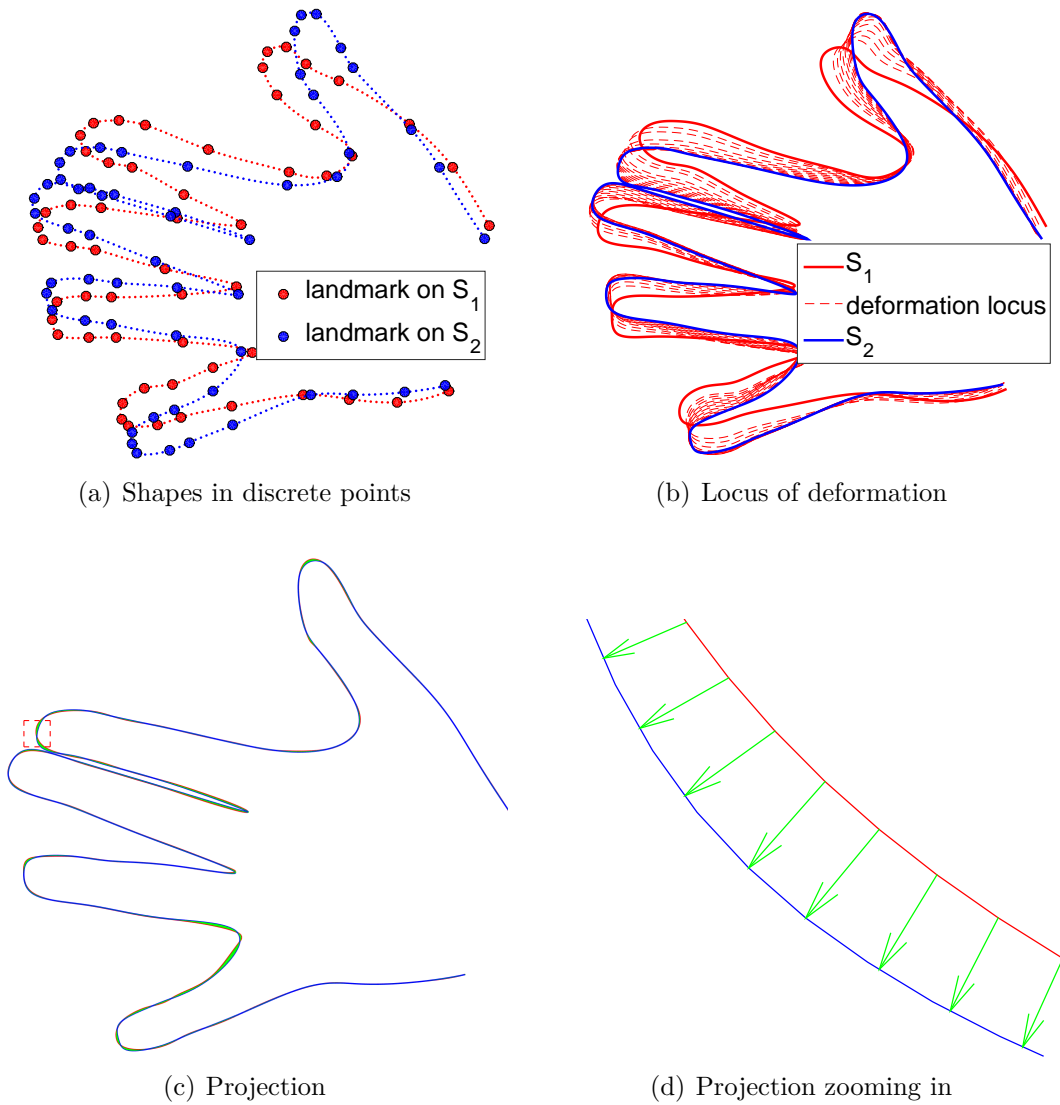 landmark on S₁
landmark on S₂
S₁
deformation locus
S₂
(a) Shapes in discrete points
(b) Locus of deformation
(c) Projection
(d) Projection zooming in